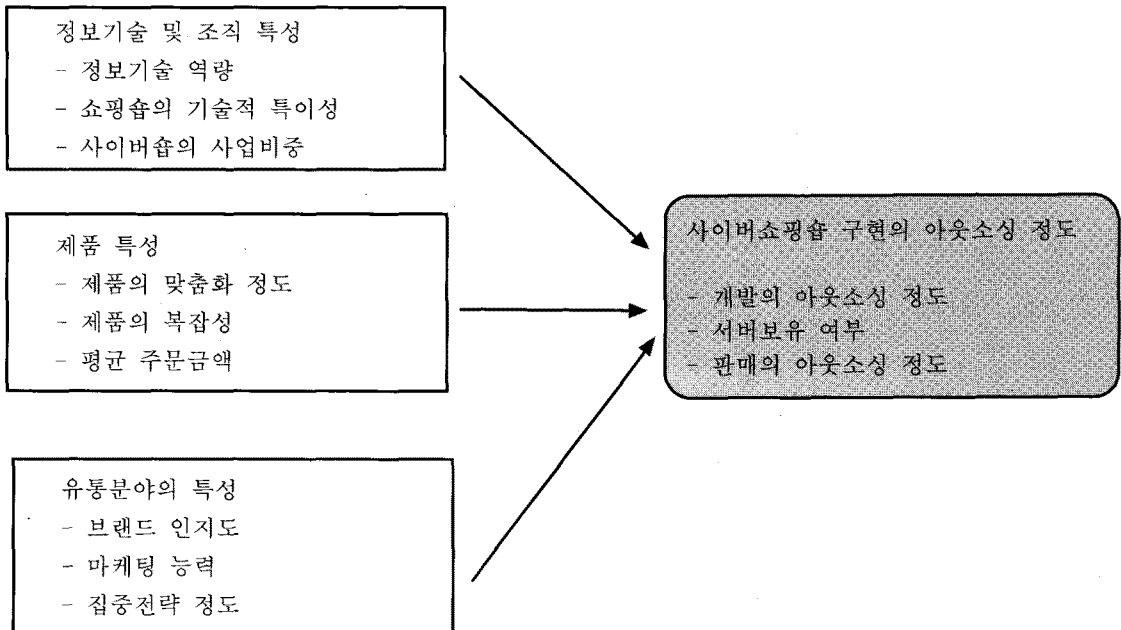 정보기술 및 조직 특성
- 정보기술 역량
- 쇼핑숍의 기술적 특이성
- 사이버숍의 사업비중
제품 특성
- 제품의 맞춤화 정도
- 제품의 복잡성
- 평균 주문금액
유통분야의 특성
- 브랜드 인지도
- 마케팅 능력
- 집중전략 정도
사이버쇼핑숍 구현의 아웃소싱 정도
- 개발의 아웃소싱 정도
- 서버보유 여부
- 판매의 아웃소싱 정도